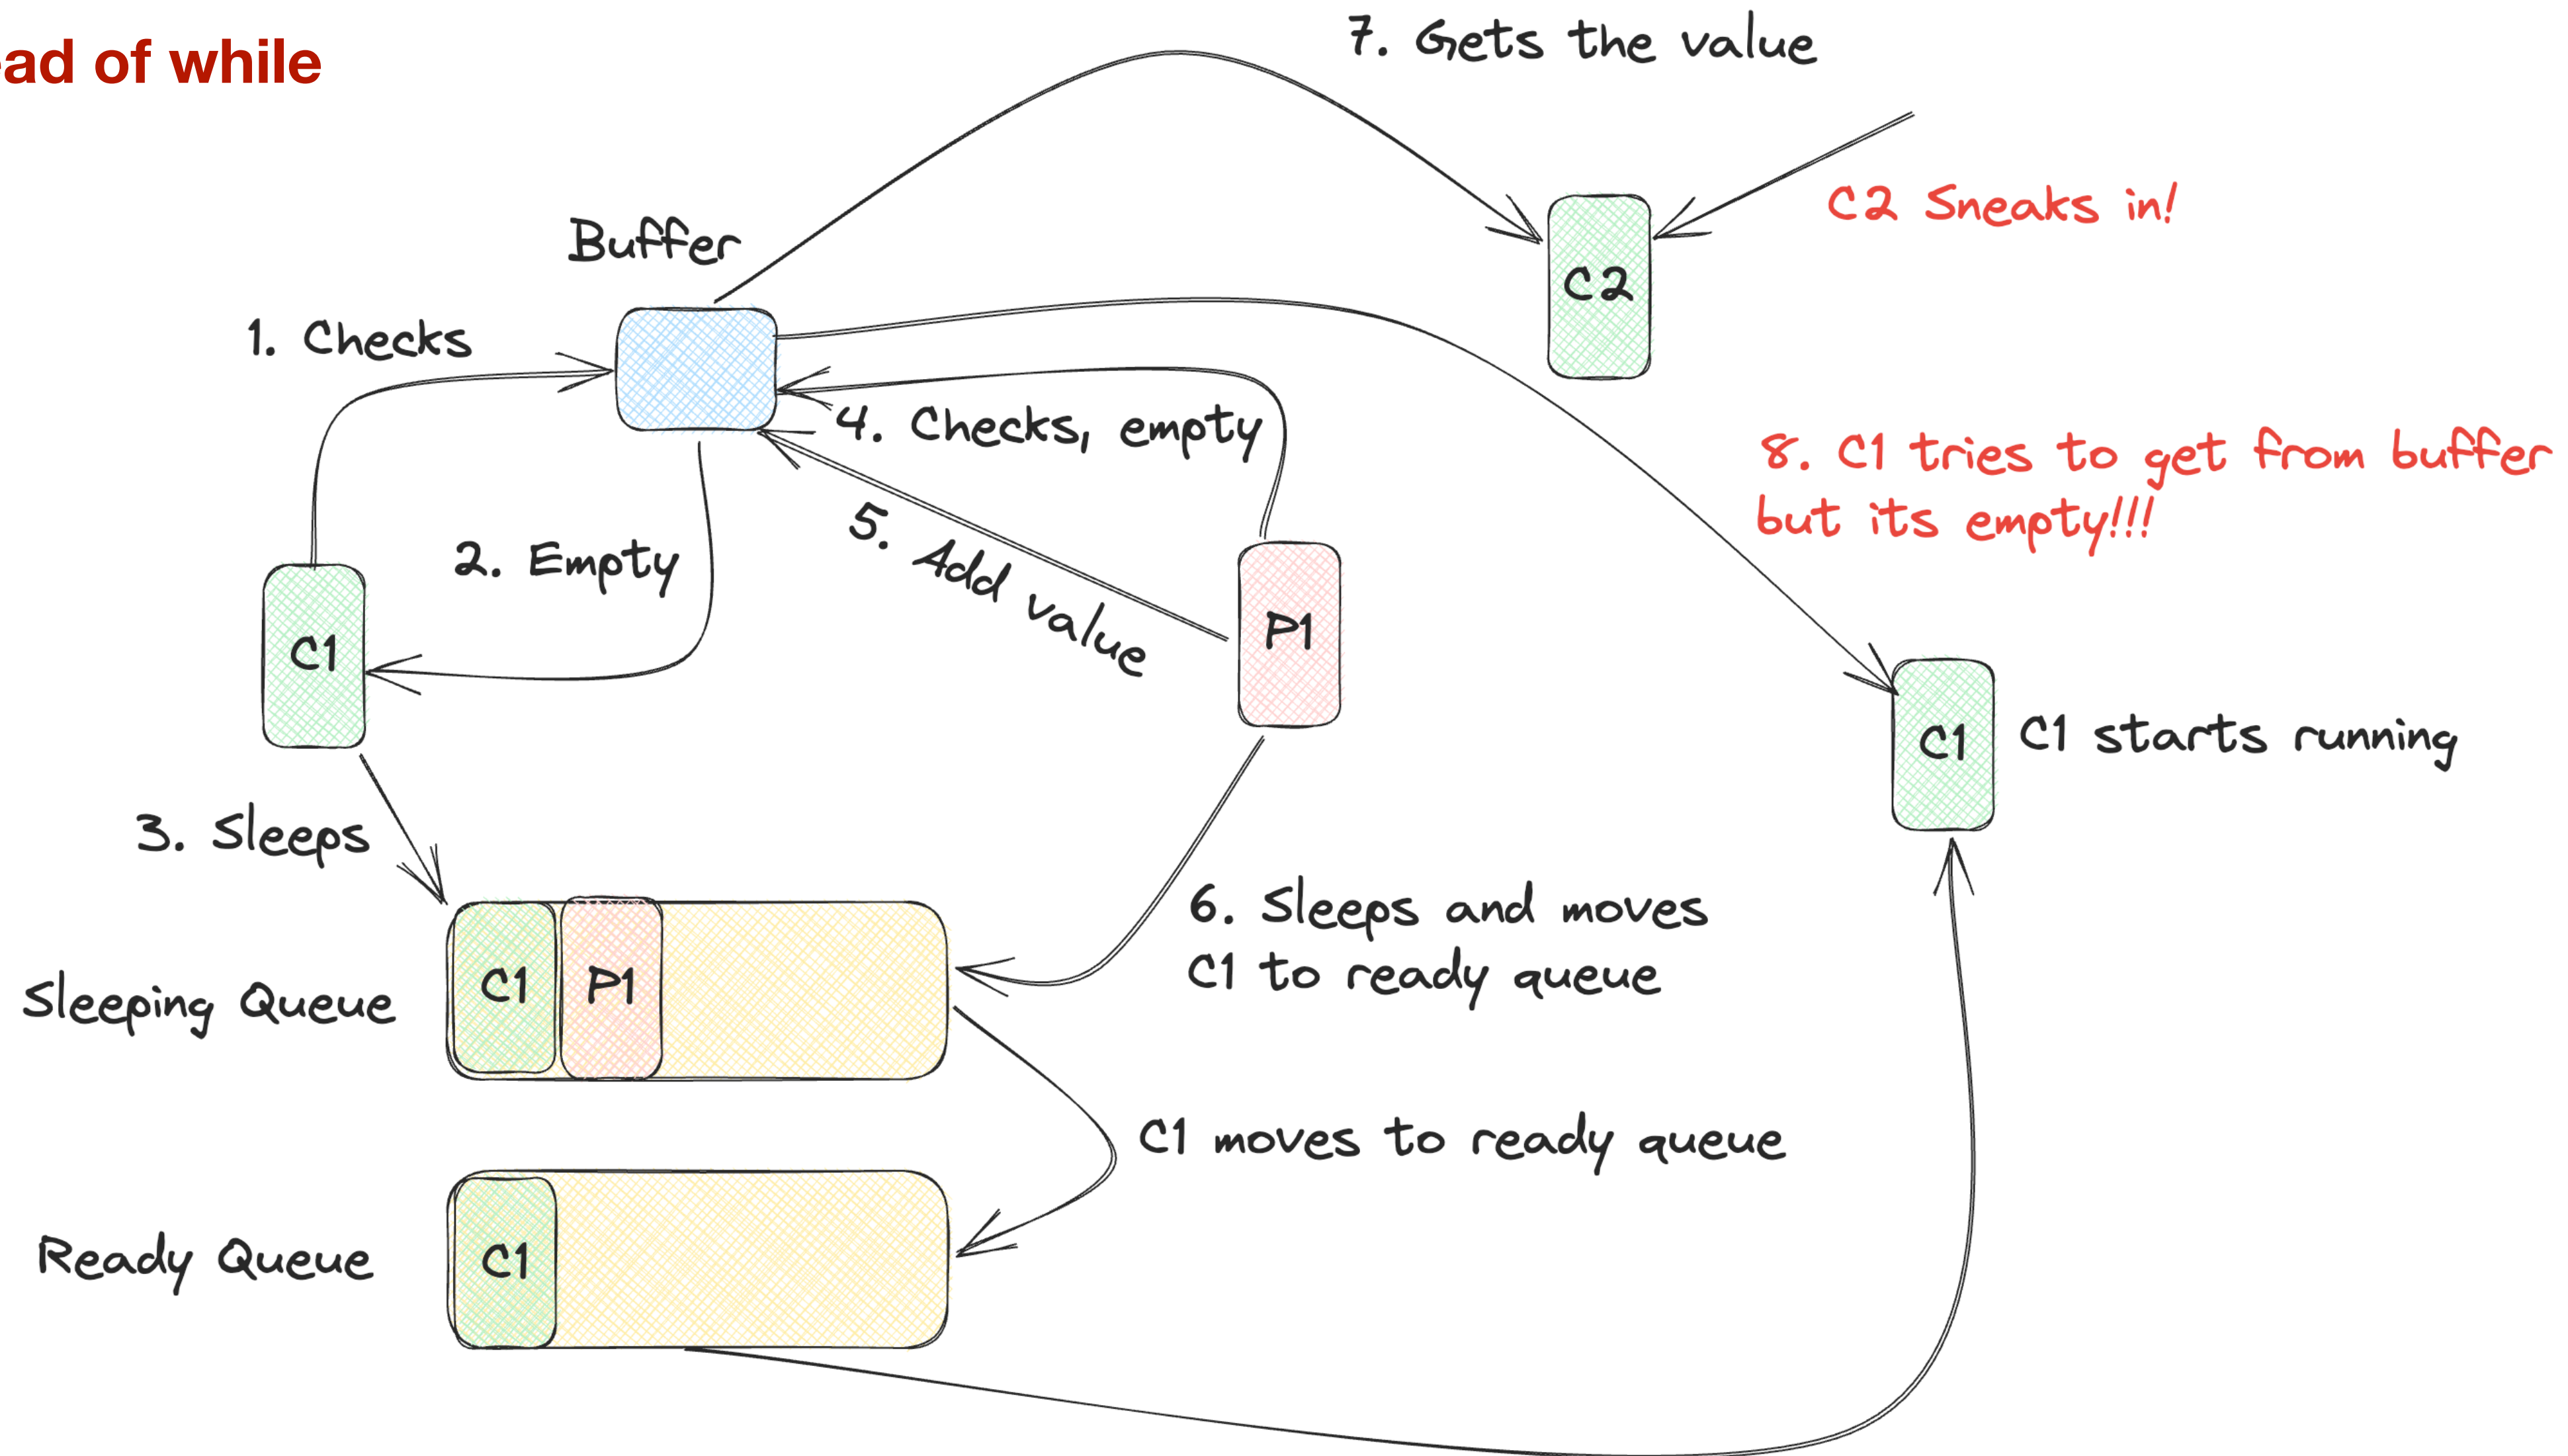 of while
7. Gets the value
C2 Sneaks in!
C2
Buffer
1. Checks
4. Checks, empty
8. C1 tries to get from buffer
but its empty!!!
2. Empty
5. Add value
P1
C1
C1
C1 starts running
3. Sleeps
6. Sleeps and moves
C1 to ready queue
Sleeping Queue
C1
P1
C1 moves to ready queue
Ready Queue
C1